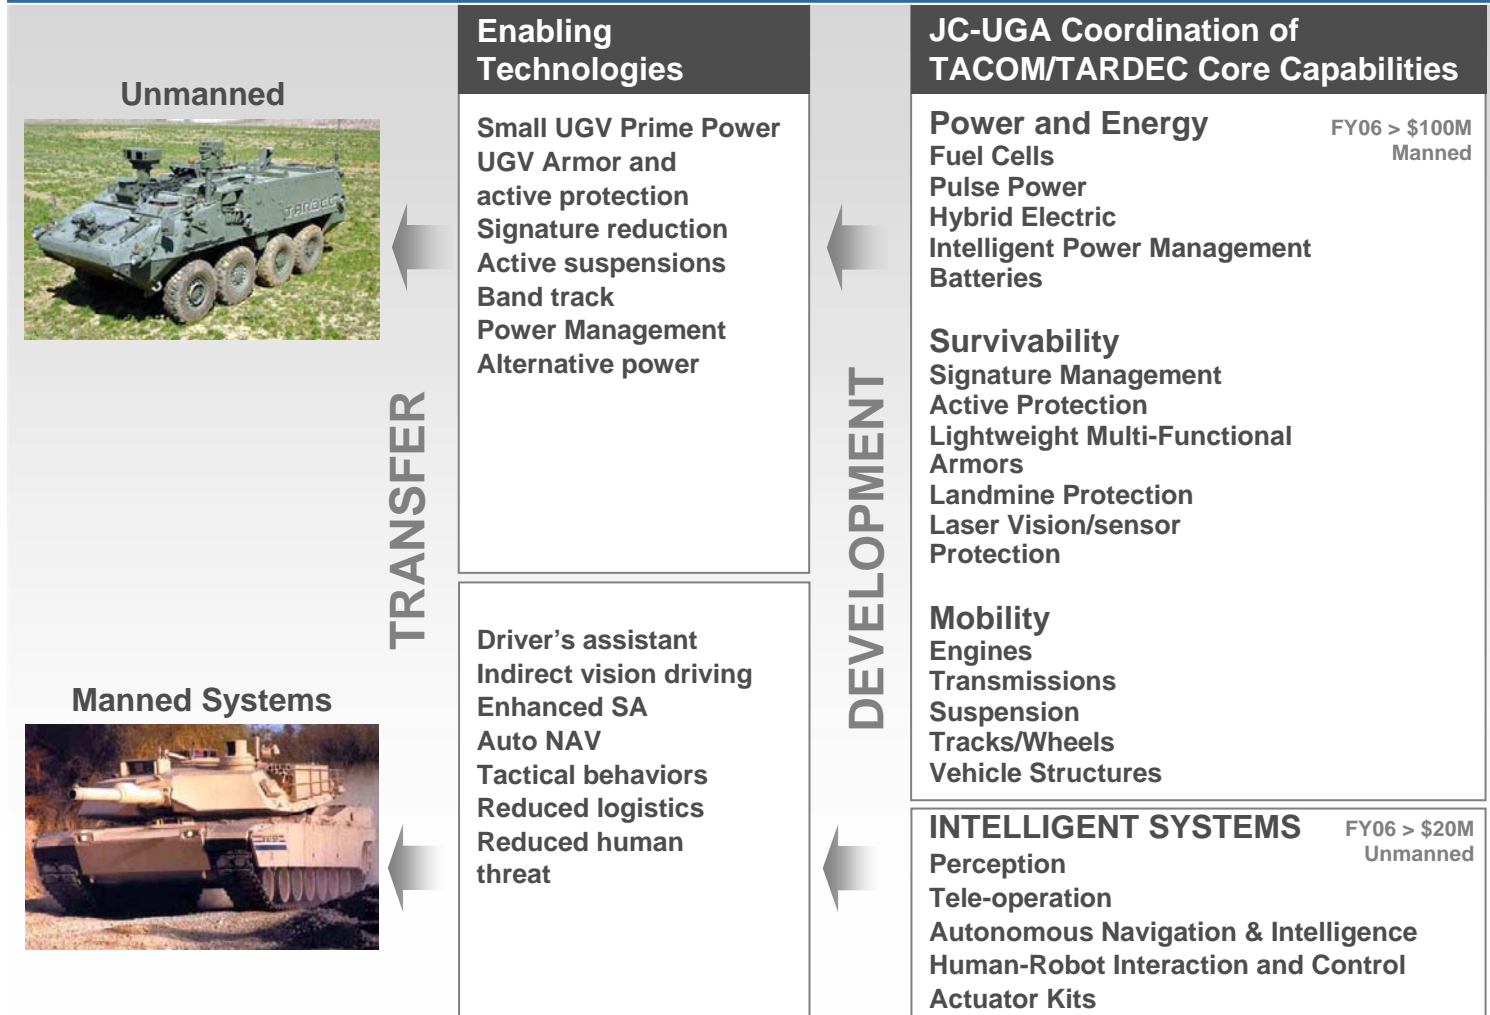 Unmanned
TARDEC
TRANSFER
Manned Systems
Enabling
Technologies
Small UGV Prime Power
UGV Armor and
active protection
Signature reduction
Active suspensions
Band track
Power Management
Alternative power
Driver’s assistant
Indirect vision driving
Enhanced SA
Auto NAV
Tactical behaviors
Reduced logistics
Reduced human
threat
DEVELOPMENT
JC-UGA Coordination of
TACOM/TARDEC Core Capabilities
Power and Energy
FY06 > $100M
Manned
Fuel Cells
Pulse Power
Hybrid Electric
Intelligent Power Management
Batteries
Survivability
Signature Management
Active Protection
Lightweight Multi-Functional
Armors
Landmine Protection
Laser Vision/sensor
Protection
Mobility
Engines
Transmissions
Suspension
Tracks/Wheels
Vehicle Structures
INTELLIGENT SYSTEMS
FY06 > $20M
Unmanned
Perception
Tele-operation
Autonomous Navigation & Intelligence
Human-Robot Interaction and Control
Actuator Kits